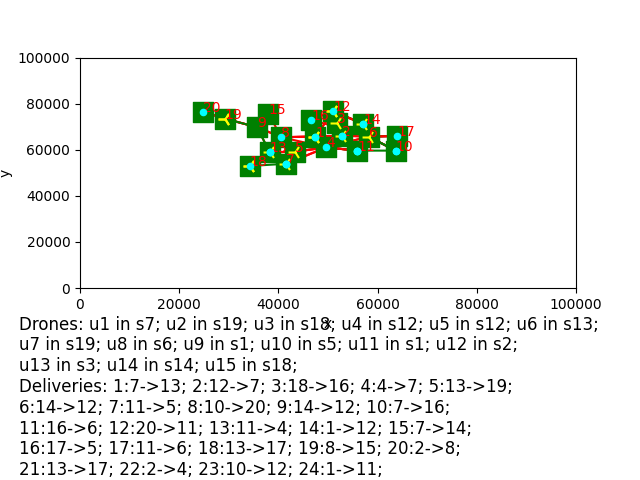 100000
80000
60000
40000
20000
0
y
0 20000 40000 60000 80000 100000
x
Drones: u1 in s7; u2 in s19; u3 in s18; u4 in s12; u5 in s12; u6 in s13;
u7 in s19; u8 in s6; u9 in s1; u10 in s5; u11 in s1; u12 in s2;
u13 in s3; u14 in s14; u15 in s18;
Deliveries: 1:7->13; 2:12->7; 3:18->16; 4:4->7; 5:13->19;
6:14->12; 7:11->5; 8:10->20; 9:14->12; 10:7->16;
11:16->6; 12:20->11; 13:11->4; 14:1->12; 15:7->14;
16:17->5; 17:11->6; 18:13->17; 19:8->15; 20:2->8;
21:13->17; 22:2->4; 23:10->12; 24:1->11;